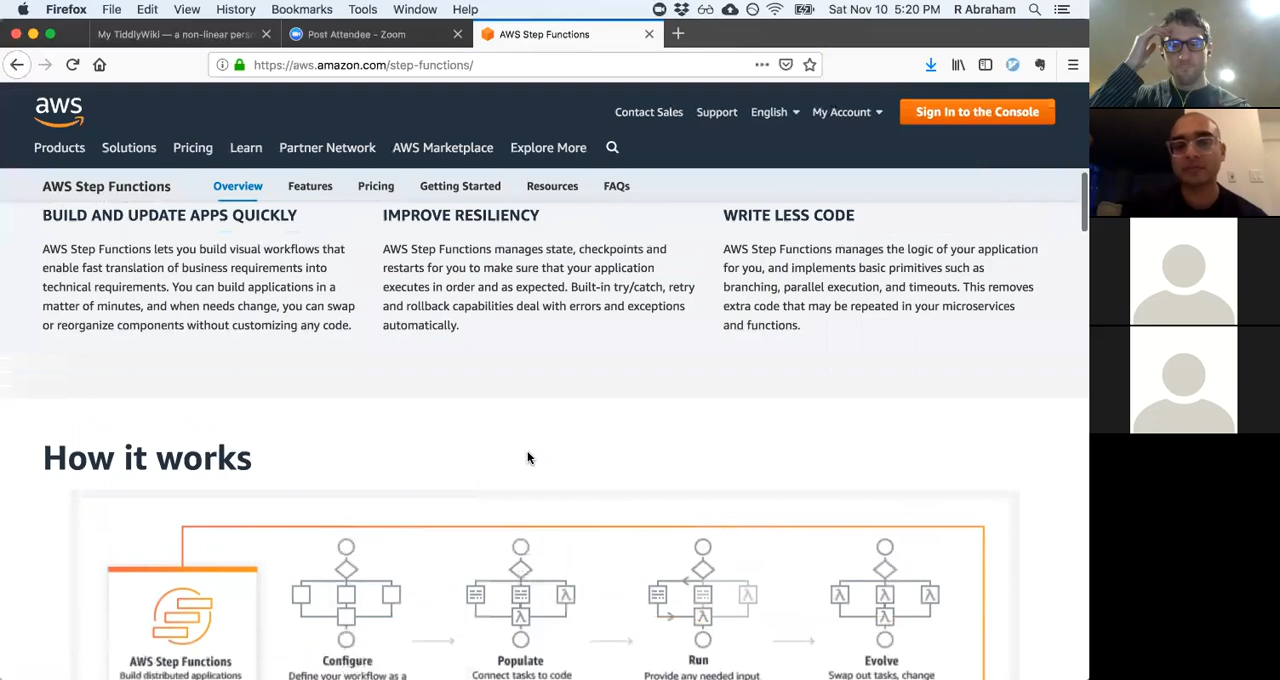 Firefox File Edit View History Bookmarks Tools Window Help Sat Nov 10 5:20 PM R Abraham
My TiddlyWiki — a non-linear pers Post Attendee - Zoom AWS Step Functions
https://aws.amazon.com/step-functions/
aws
Contact Sales Support English My Account Sign In to the Console
Products Solutions Pricing Learn Partner Network AWS Marketplace Explore More
AWS Step Functions Overview Features Pricing Getting Started Resources FAQs
BUILD AND UPDATE APPS QUICKLY
AWS Step Functions lets you build visual workflows that
enable fast translation of business requirements into
technical requirements. You can build applications in a
matter of minutes, and when needs change, you can swap
or reorganize components without customizing any code.
IMPROVE RESILIENCY
AWS Step Functions manages state, checkpoints and
restarts for you to make sure that your application
executes in order and as expected. Built-in try/catch, retry
and rollback capabilities deal with errors and exceptions
automatically.
WRITE LESS CODE
AWS Step Functions manages the logic of your application
for you, and implements basic primitives such as
branching, parallel execution, and timeouts. This removes
extra code that may be repeated in your microservices
and functions.
How it works
AWS Step Functions
Build distributed applications
Configure
Define your workflow as a
Populate
Connect tasks to code
Run
Provide any needed input
Evolve
Swap out tasks, change